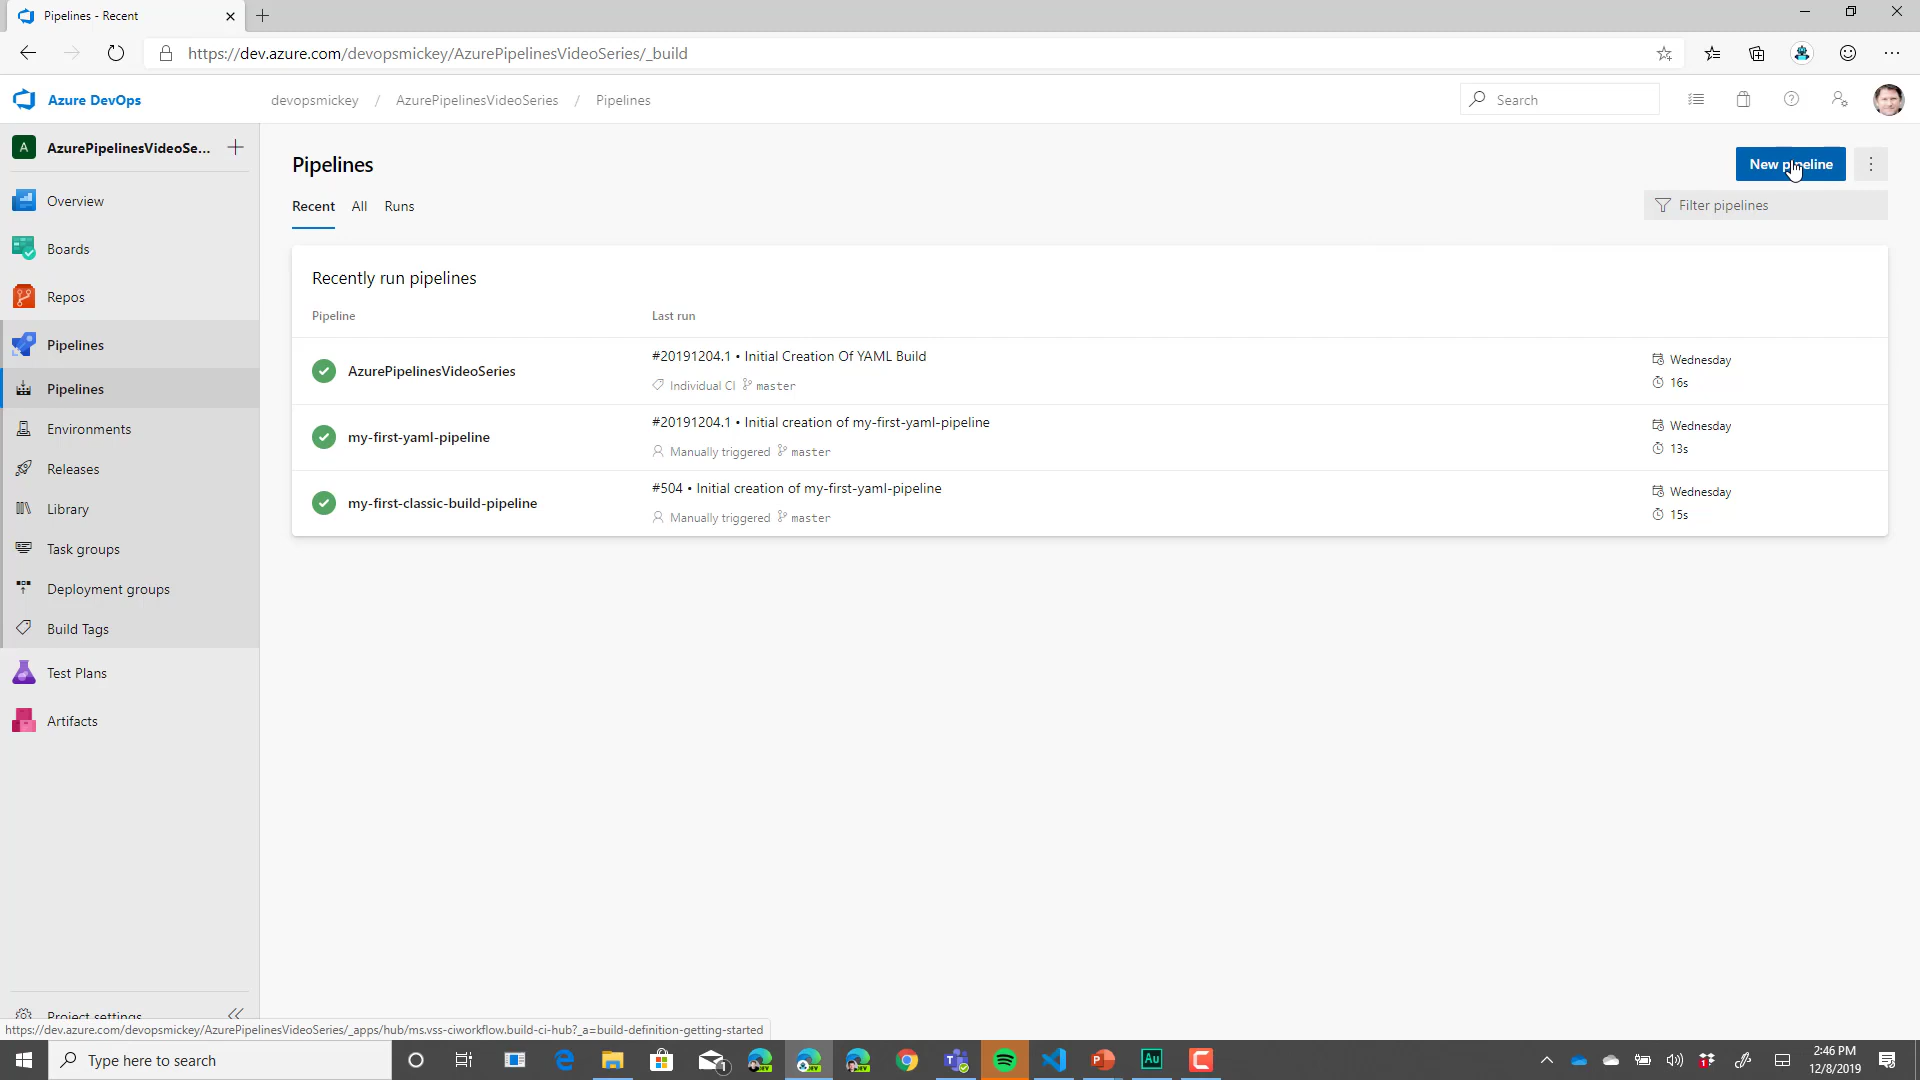 Pipelines - Recent
https://dev.azure.com/devopsmickey/AzurePipelinesVideoSeries/_build
Azure DevOps
devopsmickey / AzurePipelinesVideoSeries / Pipelines
Search
A AzurePipelinesVideoSe...
Overview
Boards
Repos
Pipelines
Pipelines
Environments
Releases
Library
Task groups
Deployment groups
Build Tags
Test Plans
Artifacts
Project settings
Pipelines
New pipeline
Recent All Runs
Filter pipelines
Recently run pipelines
Pipeline Last run
AzurePipelinesVideoSeries
#20191204.1 • Initial Creation Of YAML Build
Individual CI master
Wednesday
16s
my-first-yaml-pipeline
#20191204.1 • Initial creation of my-first-yaml-pipeline
Manually triggered master
Wednesday
13s
my-first-classic-build-pipeline
#504 • Initial creation of my-first-yaml-pipeline
Manually triggered master
Wednesday
15s
https://dev.azure.com/devopsmickey/AzurePipelinesVideoSeries/_apps/hub/ms.vss-ciworkflow.build-ci-hub?_a=build-definition-getting-started
Type here to search
1
Au
2:46 PM
12/8/2019